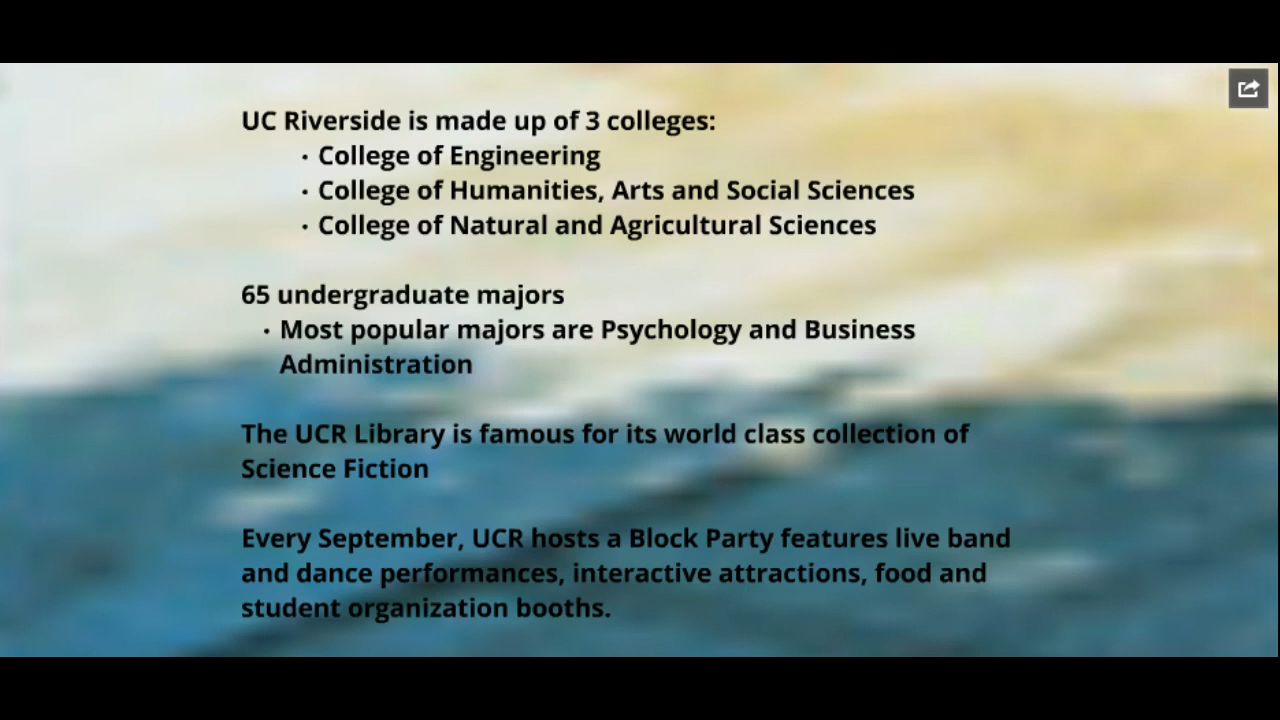 UC Riverside is made up of 3 colleges:
· College of Engineering
· College of Humanities, Arts and Social Sciences
· College of Natural and Agricultural Sciences
65 undergraduate majors
· Most popular majors are Psychology and Business
Administration
The UCR Library is famous for its world class collection of
Science Fiction
Every September, UCR hosts a Block Party features live band
and dance performances, interactive attractions, food and
student organization booths.